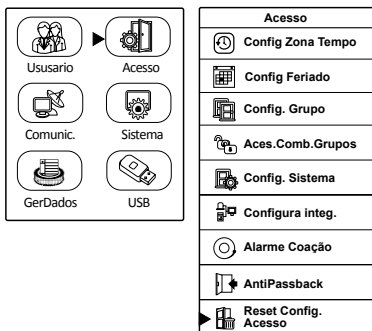 Ususario
Acesso
Comunic.
Sistema
GerDados
USB
Acesso
Config Zona Tempo
Config Feriado
Config. Grupo
Aces.Comb.Grupos
Config. Sistema
Configura integ.
Alarme Coação
AntiPassback
Reset Config.
Acesso